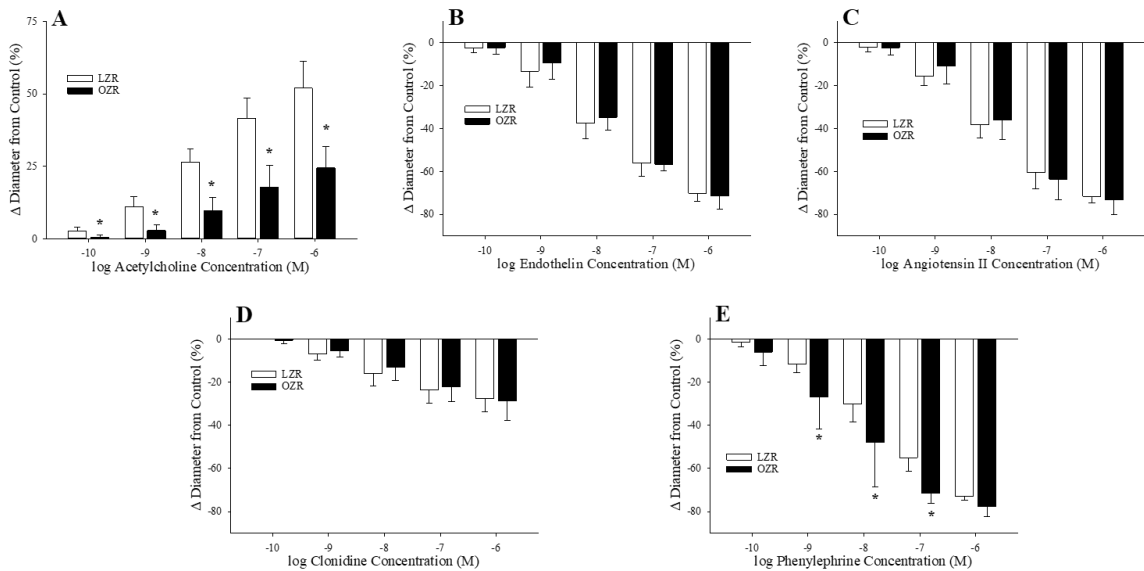 A
75
50
25
0
Δ Diameter from Control (%)
LZR
OZR
*
*
*
*
*
-10
-9
-8
-7
-6
log Acetylcholine Concentration (M)
B
0
-20
-40
-60
-80
Δ Diameter from Control (%)
LZR
OZR
-10
-9
-8
-7
-6
log Endothelin Concentration (M)
C
0
-20
-40
-60
-80
Δ Diameter from Control (%)
LZR
OZR
-10
-9
-8
-7
-6
log Angiotensin II Concentration (M)
D
0
-20
-40
-60
-80
Δ Diameter from Control (%)
LZR
OZR
-10
-9
-8
-7
-6
log Clonidine Concentration (M)
E
0
-20
-40
-60
-80
Δ Diameter from Control (%)
LZR
OZR
*
*
*
-10
-9
-8
-7
-6
log Phenylephrine Concentration (M)